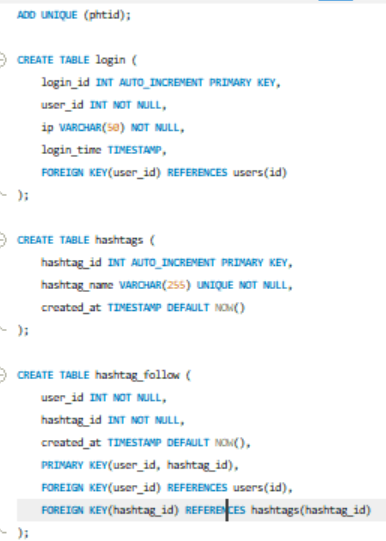 ADD UNIQUE (phtid);
CREATE TABLE login (
login_id INT AUTO_INCREMENT PRIMARY KEY,
user_id INT NOT NULL,
ip VARCHAR(50) NOT NULL,
login_time TIMESTAMP,
FOREIGN KEY(user_id) REFERENCES users(id)
);
CREATE TABLE hashtags (
hashtag_id INT AUTO_INCREMENT PRIMARY KEY,
hashtag_name VARCHAR(255) UNIQUE NOT NULL,
created_at TIMESTAMP DEFAULT NOW()
);
CREATE TABLE hashtag_follow (
user_id INT NOT NULL,
hashtag_id INT NOT NULL,
created_at TIMESTAMP DEFAULT NOW(),
PRIMARY KEY(user_id, hashtag_id),
FOREIGN KEY(user_id) REFERENCES users(id),
FOREIGN KEY(hashtag_id) REFERENCES hashtags(hashtag_id)
);